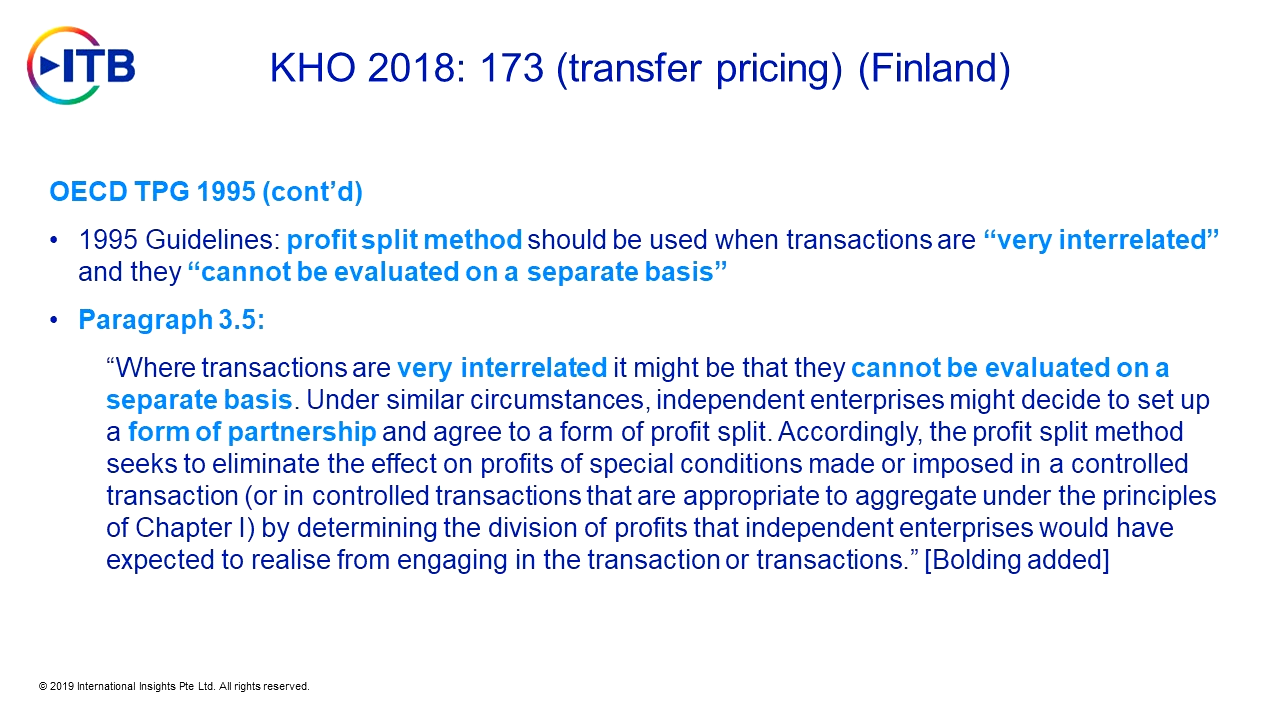 ITB
KHO 2018: 173 (transfer pricing) (Finland)
OECD TPG 1995 (cont’d)
• 1995 Guidelines: profit split method should be used when transactions are “very interrelated”
and they “cannot be evaluated on a separate basis”
• Paragraph 3.5:
“Where transactions are very interrelated it might be that they cannot be evaluated on a
separate basis. Under similar circumstances, independent enterprises might decide to set up
a form of partnership and agree to a form of profit split. Accordingly, the profit split method
seeks to eliminate the effect on profits of special conditions made or imposed in a controlled
transaction (or in controlled transactions that are appropriate to aggregate under the principles
of Chapter I) by determining the division of profits that independent enterprises would have
expected to realise from engaging in the transaction or transactions.” [Bolding added]
© 2019 International Insights Pte Ltd. All rights reserved.